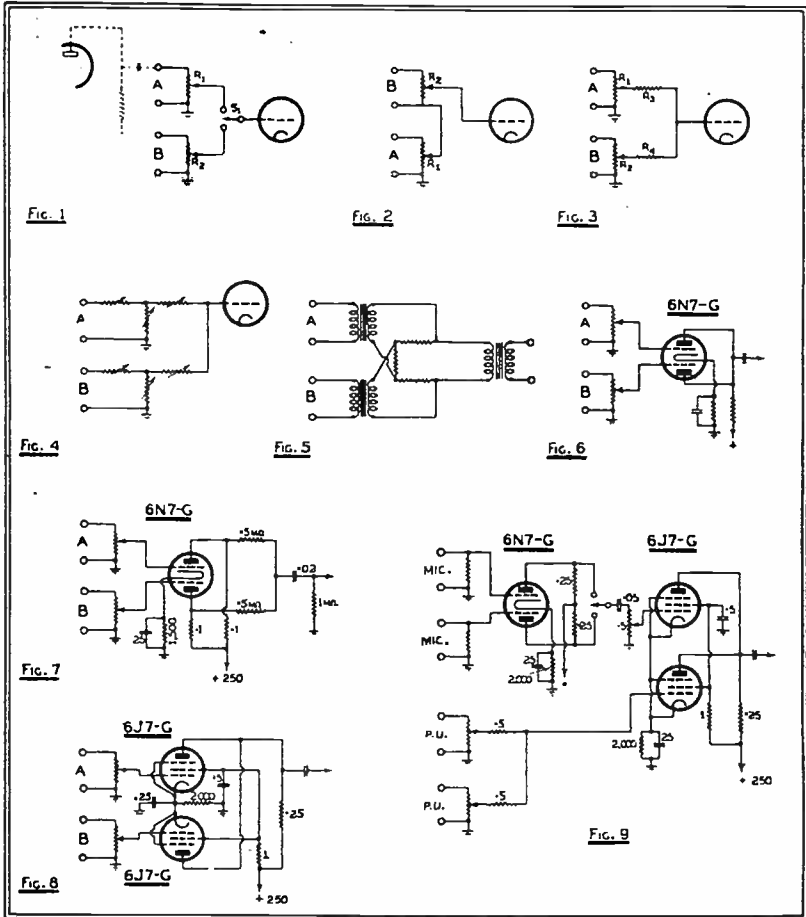 A
R₁
S₁
B
R₂
Fig. 1
B
R₂
A
R₁
Fig. 2
A
R₁
R₃
B
R₂
R₄
Fig. 3
A
B
Fig. 4
A
B
Fig. 5
6N7-G
A
B
+
Fig. 6
6N7-G
A
B
.5MΩ
.02
.5MΩ
1MΩ
25
1,500
.1
.1
+ 250
Fig. 7
6J7-G
A
B
.25
2000
.5
.25
1
6J7-G
+ 250
Fig. 8
6N7-G
6J7-G
MIC.
MIC.
.25
.25
.05
.5
.5
25
2,000
P.U.
.5
P.U.
.5
2,000
25
1
.25
+ 250
Fig. 9